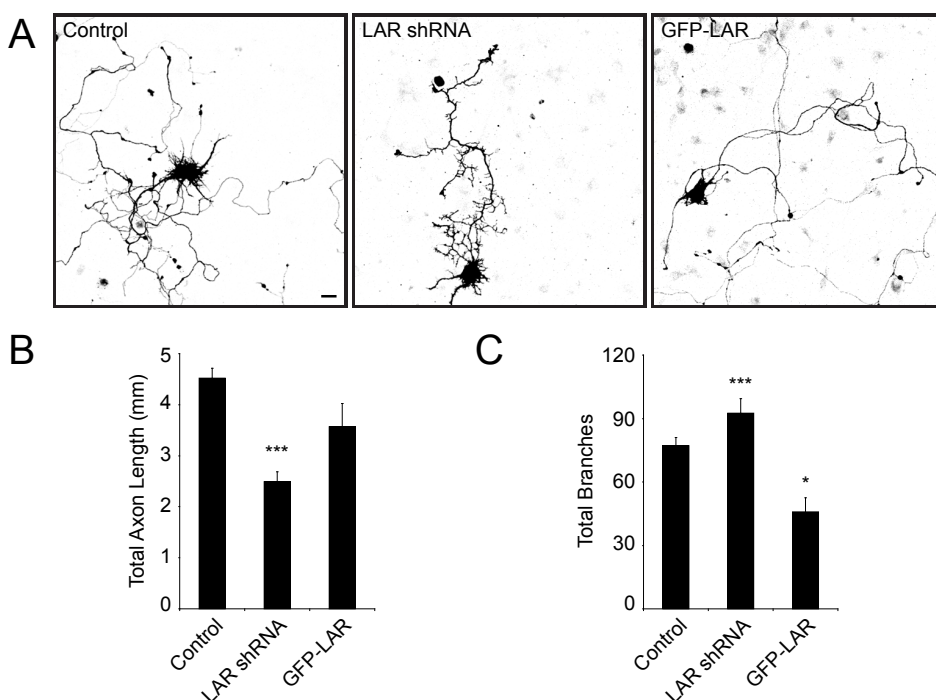 A
Control
LAR shRNA
GFP-LAR
B
Total Axon Length (mm)
5
4
3
2
1
0
***
Control
LAR shRNA
GFP-LAR
C
Total Branches
120
90
60
30
0
***
*
Control
LAR shRNA
GFP-LAR